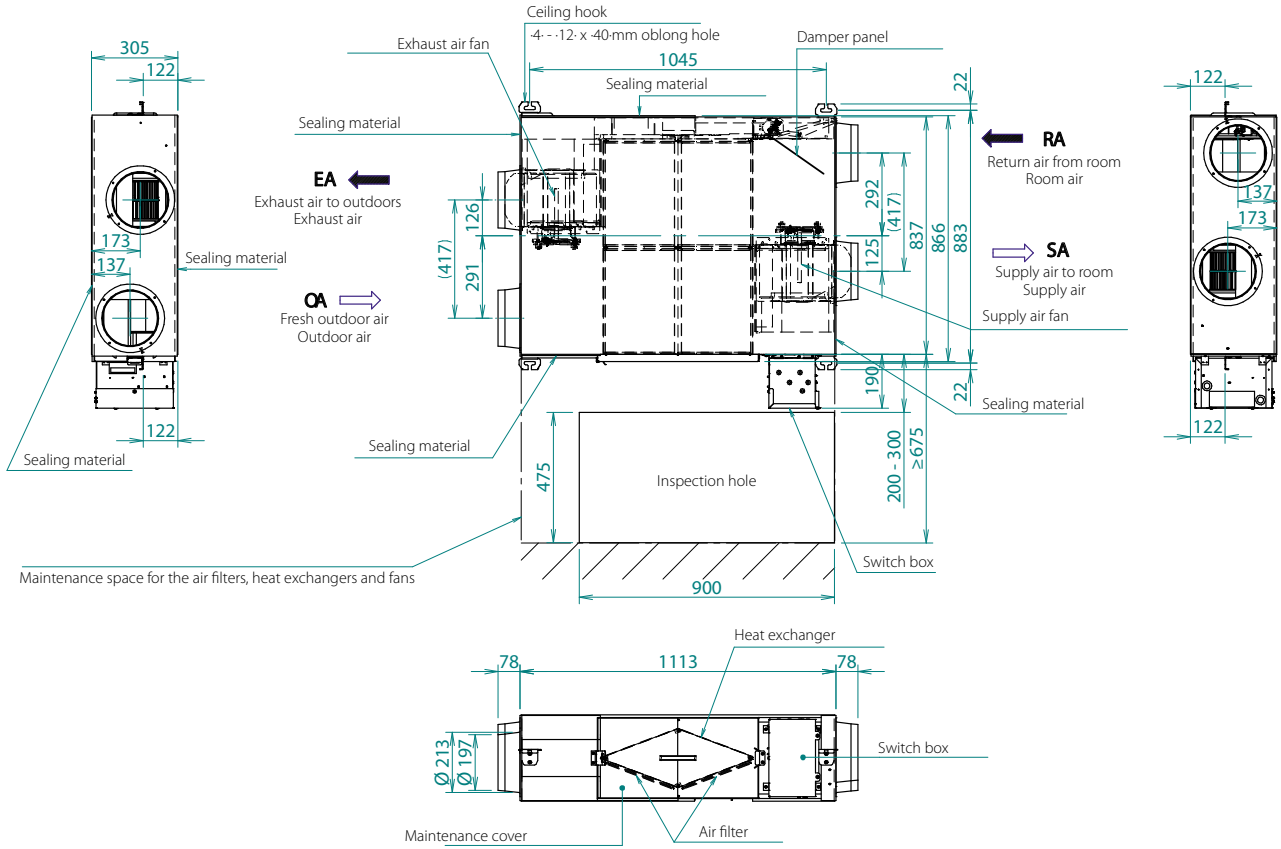 Ceiling hook
·4· - ·12· x ·40·mm oblong hole
Exhaust air fan
Damper panel
305
122
1045
Sealing material
22
122
Sealing material
RA
Return air from room
Room air
EA
Exhaust air to outdoors
Exhaust air
126
292
(417)
837
866
883
137
173
173
Sealing material
137
(417)
291
125
SA
Supply air to room
Supply air
OA
Fresh outdoor air
Outdoor air
Supply air fan
190
22
Sealing material
122
122
Sealing material
Sealing material
475
Inspection hole
200 - 300
≥675
Switch box
Maintenance space for the air filters, heat exchangers and fans
900
Heat exchanger
78
1113
78
Ø 213
Ø 197
Switch box
Maintenance cover
Air filter